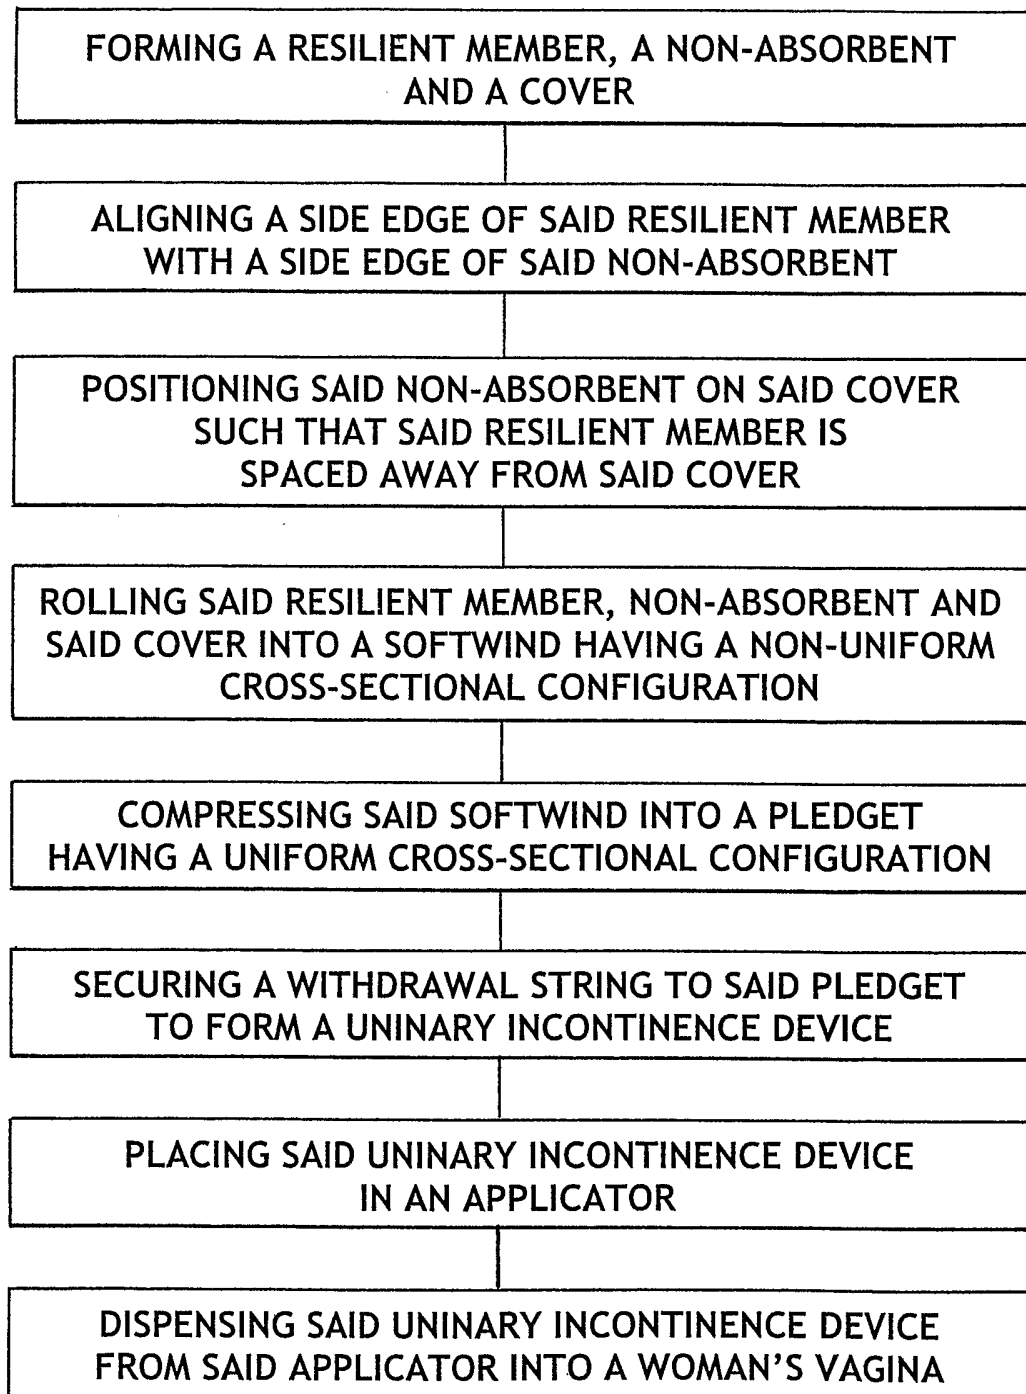 FORMING A RESILIENT MEMBER, A NON-ABSORBENT
AND A COVER
ALIGNING A SIDE EDGE OF SAID RESILIENT MEMBER
WITH A SIDE EDGE OF SAID NON-ABSORBENT
POSITIONING SAID NON-ABSORBENT ON SAID COVER
SUCH THAT SAID RESILIENT MEMBER IS
SPACED AWAY FROM SAID COVER
ROLLING SAID RESILIENT MEMBER, NON-ABSORBENT AND
SAID COVER INTO A SOFTWIND HAVING A NON-UNIFORM
CROSS-SECTIONAL CONFIGURATION
COMPRESSING SAID SOFTWIND INTO A PLEDGET
HAVING A UNIFORM CROSS-SECTIONAL CONFIGURATION
SECURING A WITHDRAWAL STRING TO SAID PLEDGET
TO FORM A UNINARY INCONTINENCE DEVICE
PLACING SAID UNINARY INCONTINENCE DEVICE
IN AN APPLICATOR
DISPENSING SAID UNINARY INCONTINENCE DEVICE
FROM SAID APPLICATOR INTO A WOMAN'S VAGINA